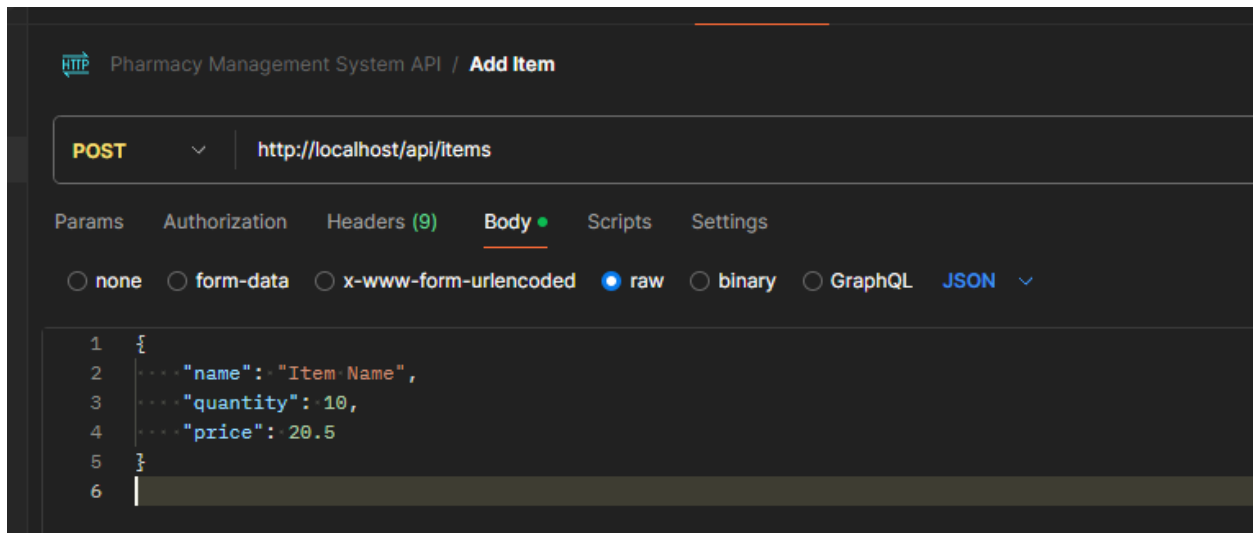 HTTP Pharmacy Management System API / Add Item
POST http://localhost/api/items
Params Authorization Headers (9) Body Scripts Settings
none form-data x-www-form-urlencoded raw binary GraphQL JSON
1 {
2 "name": "Item Name",
3 "quantity": 10,
4 "price": 20.5
5 }
6